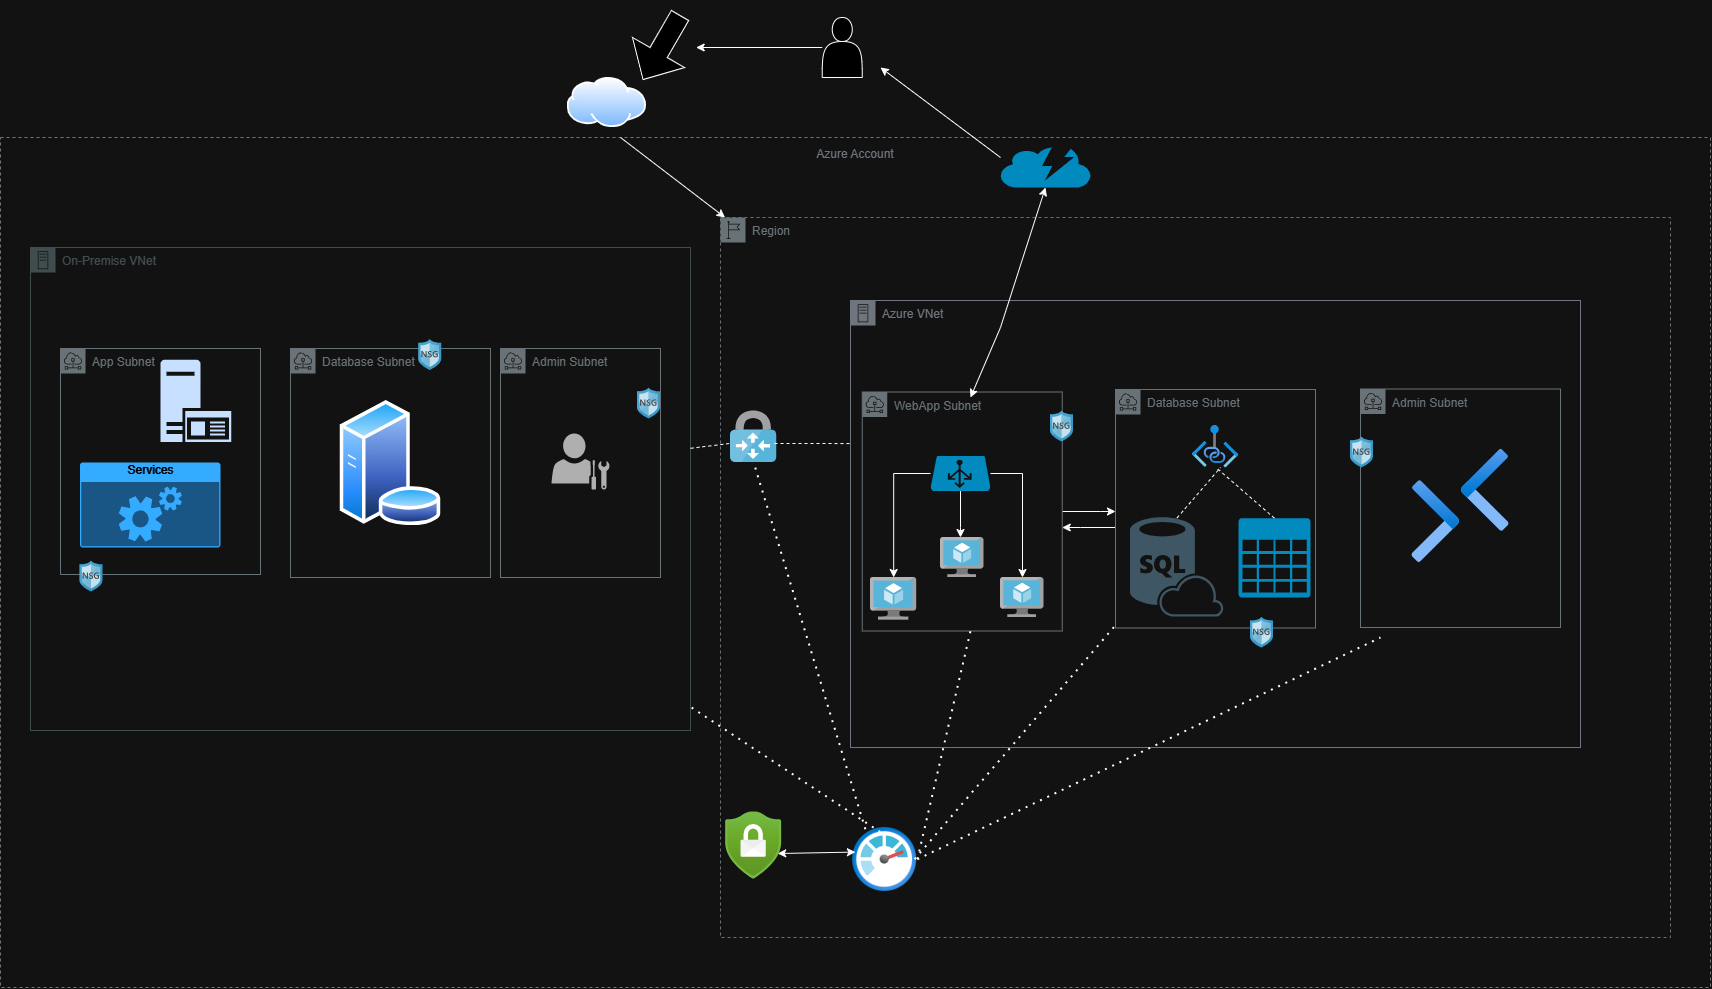 Azure Account
Region
On-Premise VNet
Azure VNet
App Subnet
Database Subnet
NSG
Admin Subnet
NSG
Services
NSG
WebApp Subnet
NSG
Database Subnet
Admin Subnet
NSG
SQL
NSG